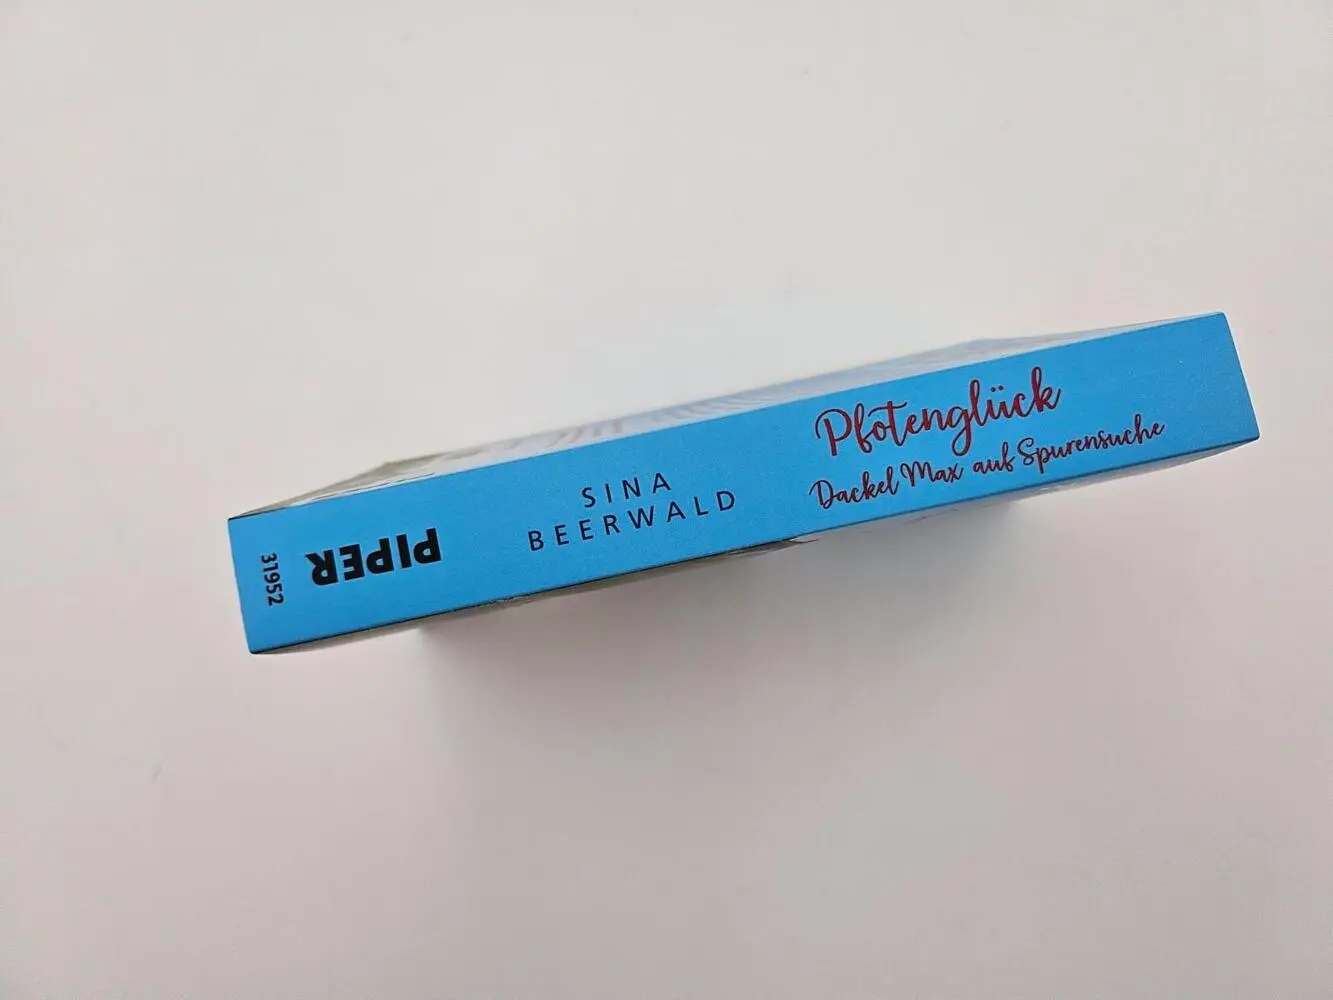 31952
PIPER
SINA
BEERWALD
Pfotenglück
Dackel Max auf Spurensuche